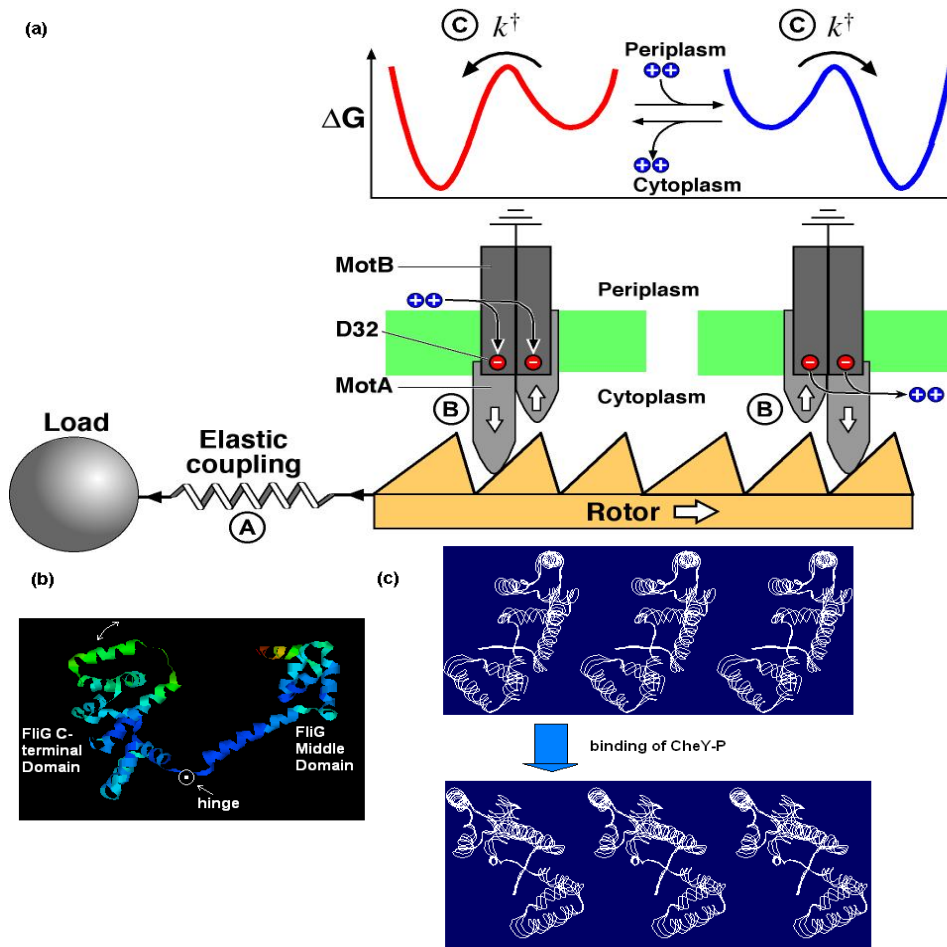 (a)
C k†
C k†
Periplasm
++
ΔG
++
Cytoplasm
MotB
Periplasm
++
D32
− −
− −
MotA
Cytoplasm
++
B
B
Load
Elastic
coupling
A
Rotor
(b)
(c)
FliG C-
terminal
Domain
FliG
Middle
Domain
hinge
binding of CheY-P